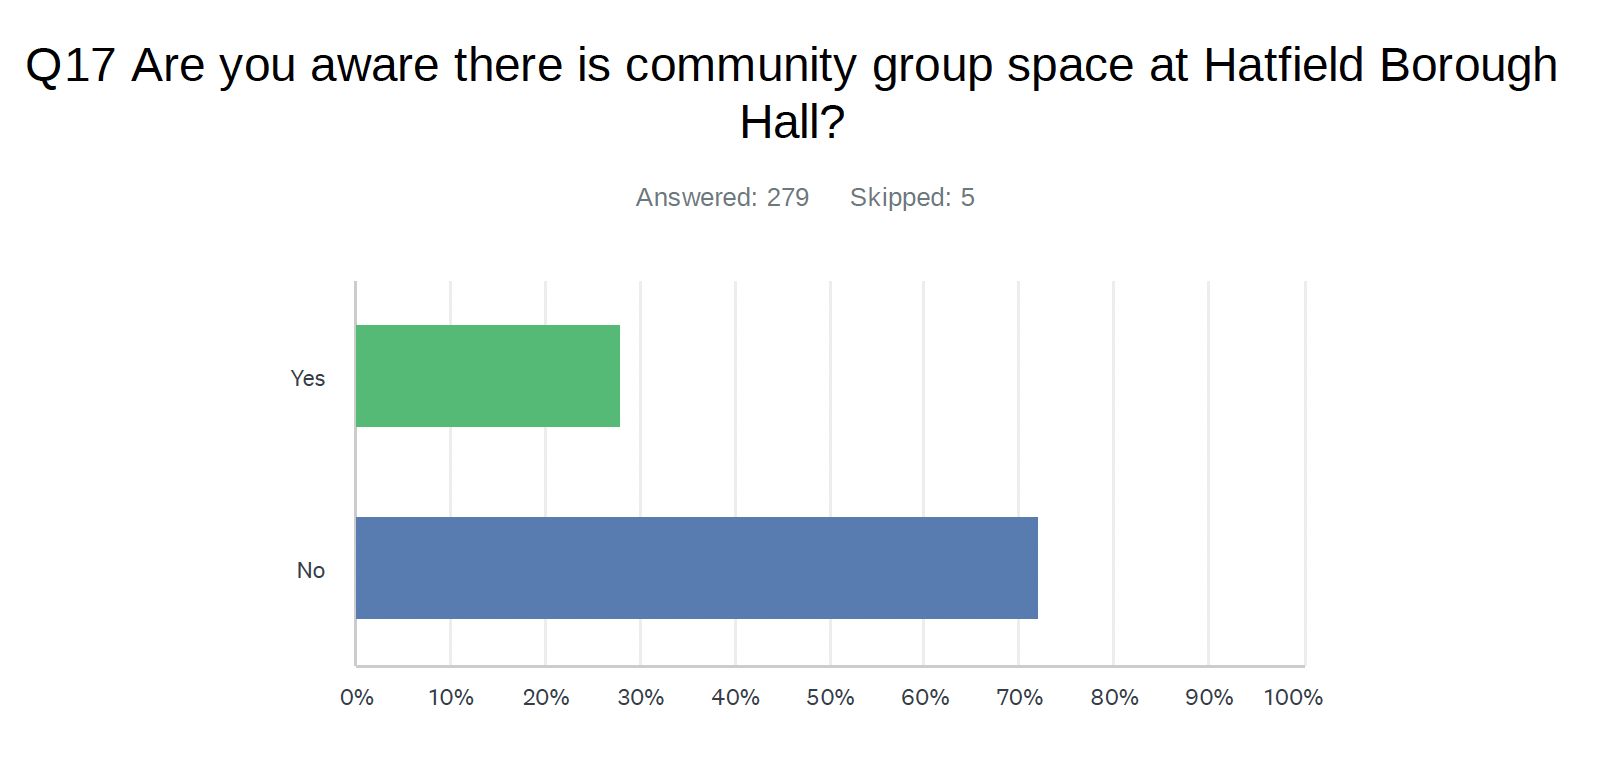 Q17 Are you aware there is community group space at Hatfield Borough
Hall?
Answered: 279 Skipped: 5
Yes
No
0% 10% 20% 30% 40% 50% 60% 70% 80% 90% 100%